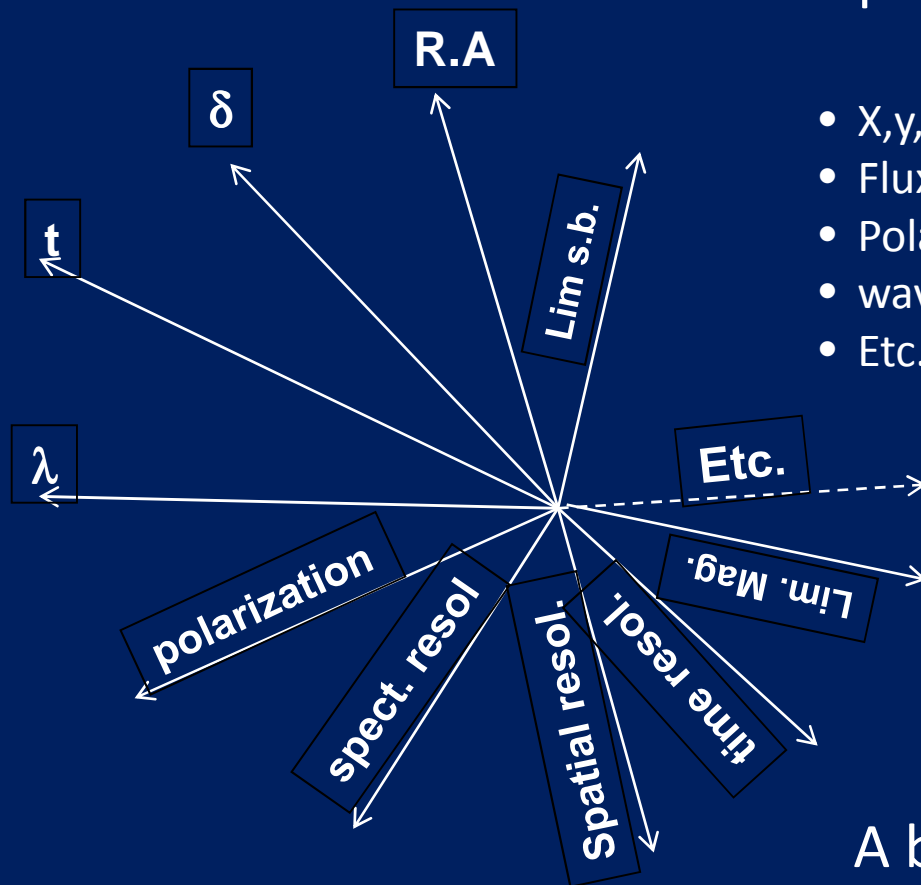 R.A
δ
t
λ
Lim s.b.
Etc.
Lim. Mag.
time resol.
Spatial resol.
spect. resol
polarization
• X,y,
• Flux
• Pola
• wav
• Etc.
A b